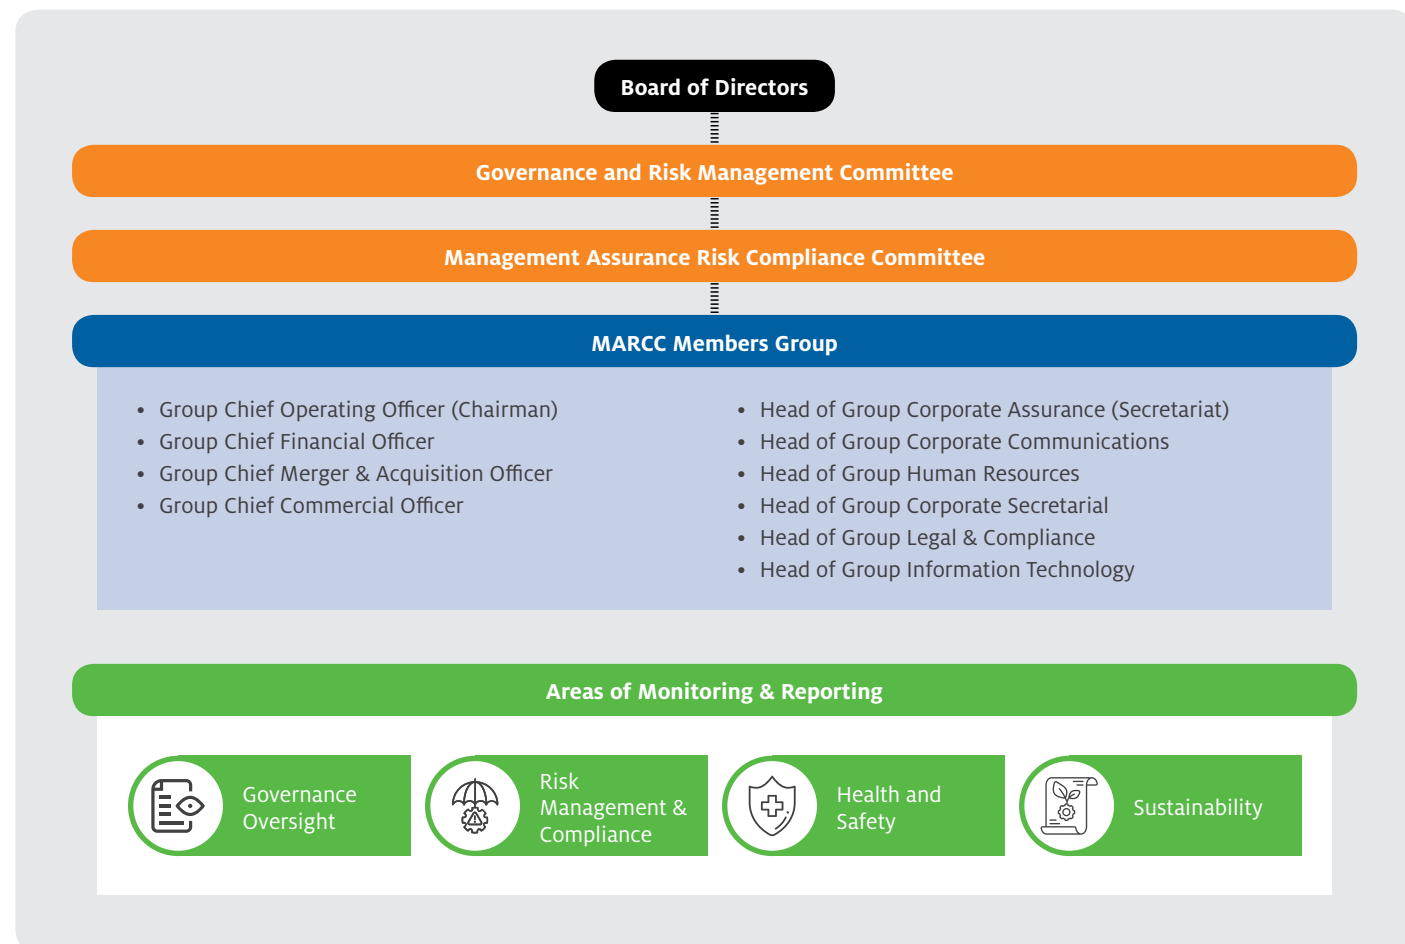 Board of Directors
Governance and Risk Management Committee
Management Assurance Risk Compliance Committee
MARCC Members Group
• Group Chief Operating Officer (Chairman)
• Group Chief Financial Officer
• Group Chief Merger & Acquisition Officer
• Group Chief Commercial Officer
• Head of Group Corporate Assurance (Secretariat)
• Head of Group Corporate Communications
• Head of Group Human Resources
• Head of Group Corporate Secretarial
• Head of Group Legal & Compliance
• Head of Group Information Technology
Areas of Monitoring & Reporting
Governance
Oversight
Risk
Management &
Compliance
Health and
Safety
Sustainability